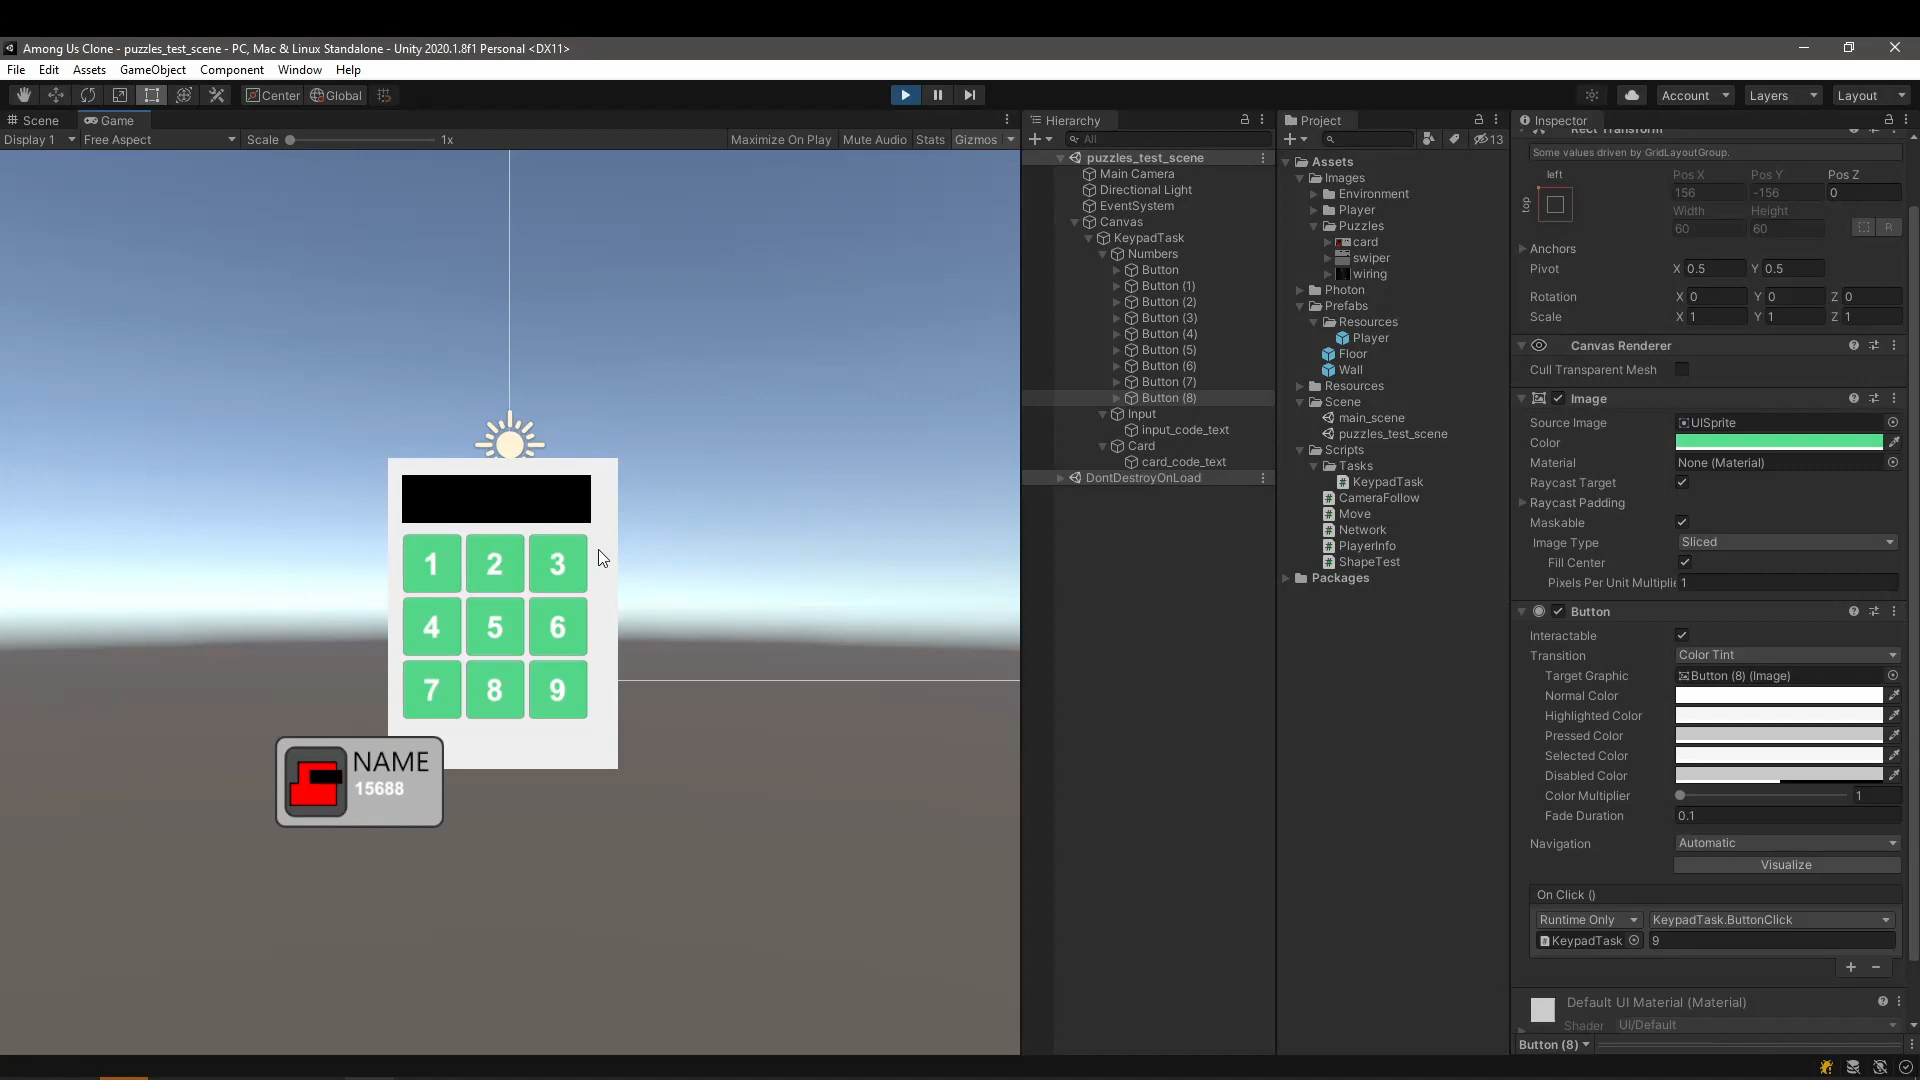 Among Us Clone - puzzles_test_scene - PC, Mac & Linux Standalone - Unity 2020.1.8f1 Personal <DX11>
File Edit Assets GameObject Component Window Help
Center Global Account Layers Layout
Scene Game
Display 1 Free Aspect Scale 1x Maximize On Play Mute Audio Stats Gizmos
1 2 3
4 5 6
7 8 9
NAME
15688
Hierarchy
All
puzzles_test_scene
Main Camera
Directional Light
EventSystem
Canvas
KeypadTask
Numbers
Button
Button (1)
Button (2)
Button (3)
Button (4)
Button (5)
Button (6)
Button (7)
Button (8)
Input
input_code_text
Card
card_code_text
DontDestroyOnLoad
Project
13
Assets
Images
Environment
Player
Puzzles
card
swiper
wiring
Photon
Prefabs
Resources
Player
Floor
Wall
Resources
Scene
main_scene
puzzles_test_scene
Scripts
Tasks
KeypadTask
CameraFollow
Move
Network
PlayerInfo
ShapeTest
Packages
Inspector
Rect Transform
Some values driven by GridLayoutGroup.
left Pos X Pos Y Pos Z
top 156 -156 0
Width Height
60 60 R
Anchors
Pivot X 0.5 Y 0.5
Rotation X 0 Y 0 Z 0
Scale X 1 Y 1 Z 1
Canvas Renderer
Cull Transparent Mesh
Image
Source Image UISprite
Color
Material None (Material)
Raycast Target
Raycast Padding
Maskable
Image Type Sliced
Fill Center
Pixels Per Unit Multiplie 1
Button
Interactable
Transition Color Tint
Target Graphic Button (8) (Image)
Normal Color
Highlighted Color
Pressed Color
Selected Color
Disabled Color
Color Multiplier 1
Fade Duration 0.1
Navigation Automatic
Visualize
On Click ()
Runtime Only KeypadTask.ButtonClick
KeypadTask 9
Default UI Material (Material)
Shader UI/Default
Button (8)